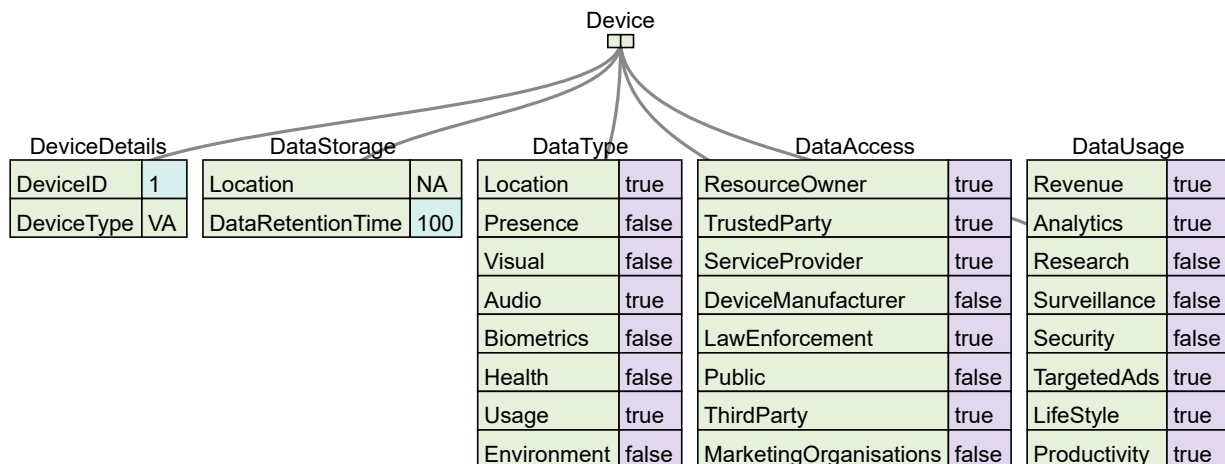 Device
DeviceDetails
DeviceID 1
DeviceType VA
DataStorage
Location NA
DataRetentionTime 100
DataType
Location true
Presence false
Visual false
Audio true
Biometrics false
Health false
Usage true
Environment false
DataAccess
ResourceOwner true
TrustedParty true
ServiceProvider true
DeviceManufacturer false
LawEnforcement true
Public false
ThirdParty true
MarketingOrganisations false
DataUsage
Revenue true
Analytics true
Research false
Surveillance false
Security false
TargetedAds true
LifeStyle true
Productivity true